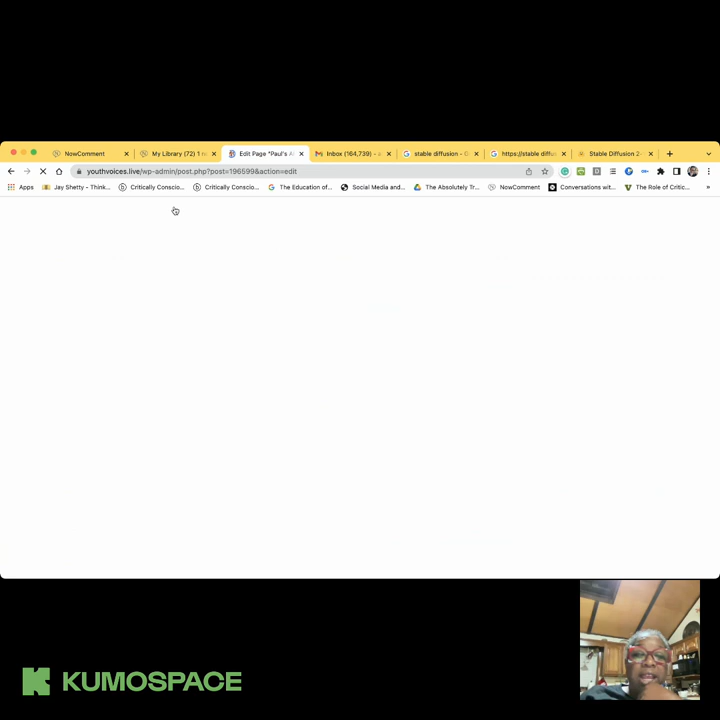 NowComment
My Library (72) 1 n
Edit Page "Paul's A
Inbox (164,739) - a
stable diffusion - G
https://stable diffus
Stable Diffusion 2-
youthvoices.live/wp-admin/post.php?post=196599&action=edit
Apps
Jay Shetty - Think...
Critically Conscio...
Critically Conscio...
The Education of...
Social Media and...
The Absolutely Tr...
NowComment
Conversations wit...
The Role of Critic...
KUMOSPACE